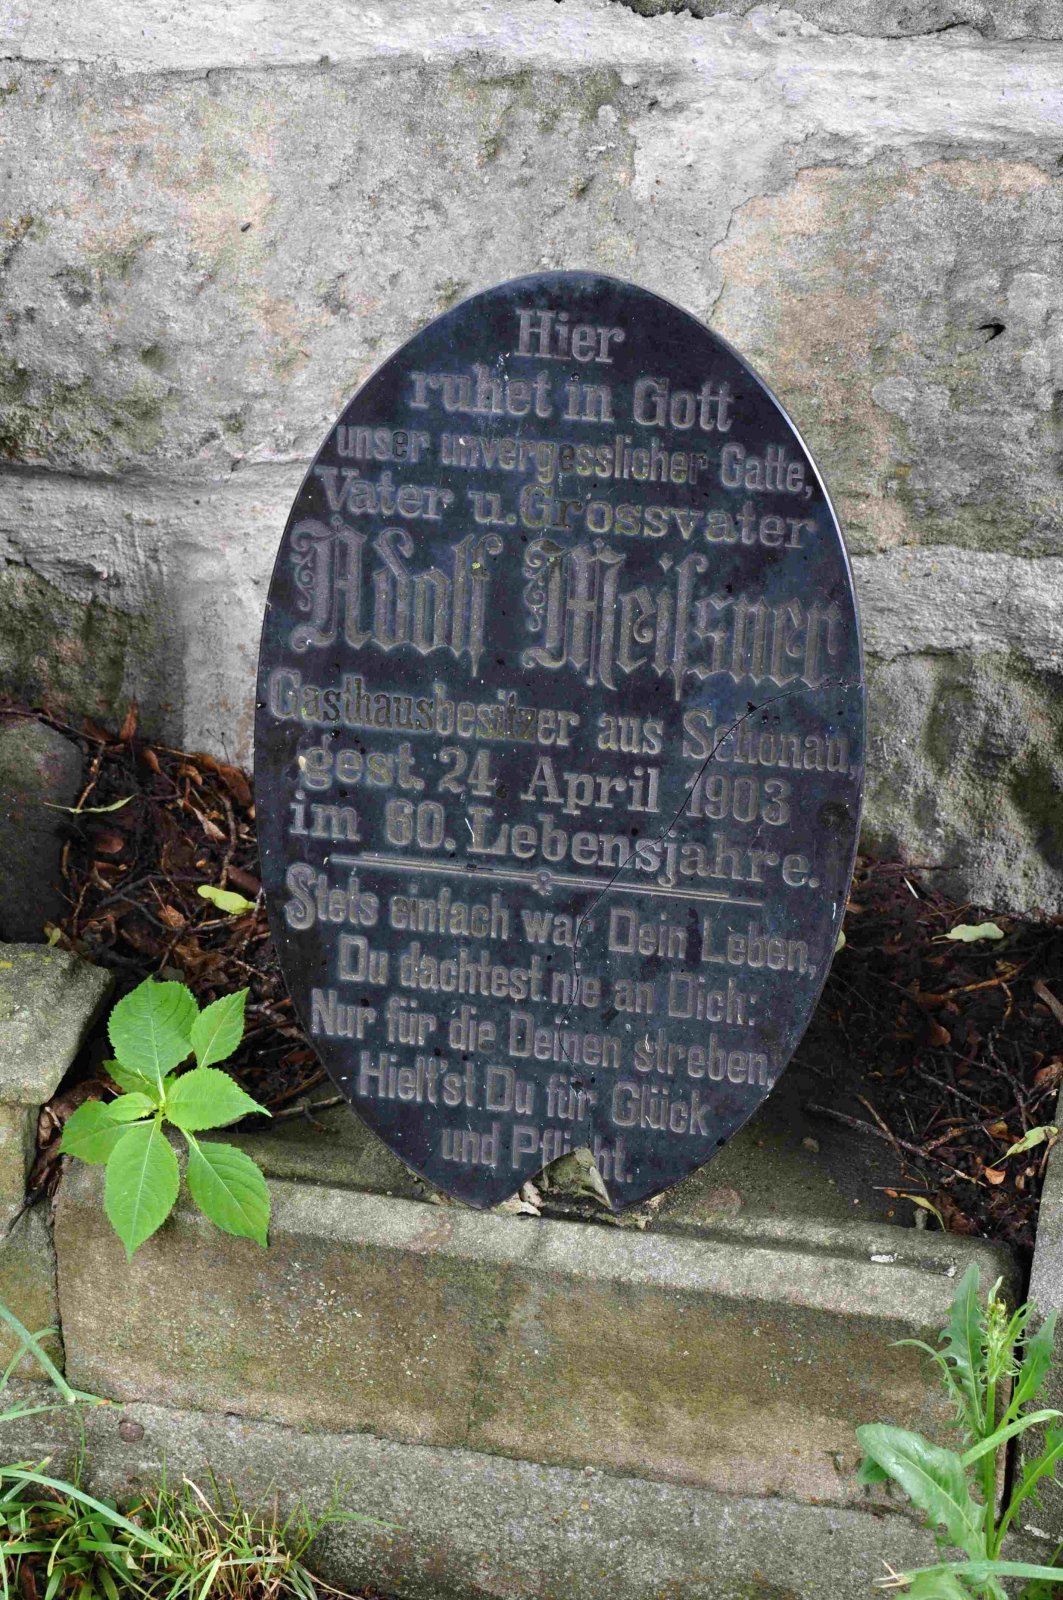 Hier
ruhet in Gott
unser unvergesslicher Gatte,
Vater u. Grossvater
Adolf Meiſsner
Gasthausbesitzer aus Schönau,
gest. 24. April 1903
im 60. Lebensjahre.
Stets einfach war Dein Leben,
Du dachtest nie an Dich:
Nur für die Deinen streben,
Hielt'st Du für Glück
und Pflicht.